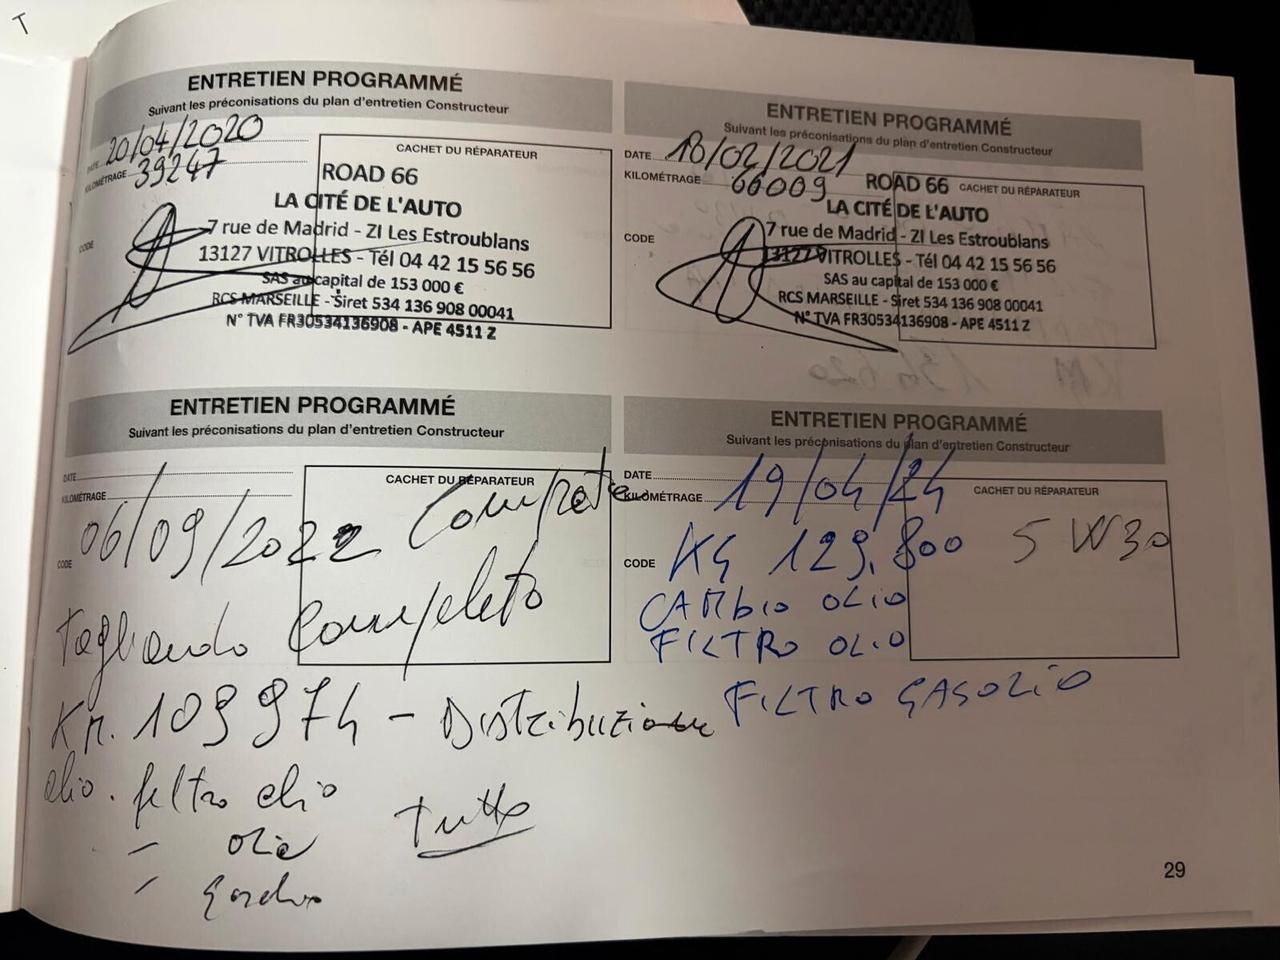 T
ENTRETIEN PROGRAMMÉ
Suivant les préconisations du plan d'entretien Constructeur
DATE 20/04/2020
KILOMÉTRAGE 39247
CODE
CACHET DU RÉPARATEUR
ROAD 66
LA CITÉ DE L'AUTO
7 rue de Madrid - ZI Les Estroublans
13127 VITROLLES - Tél 04 42 15 56 56
SAS au capital de 153 000 €
RCS MARSEILLE - Siret 534 136 908 00041
N° TVA FR30534136908 - APE 4511 Z
ENTRETIEN PROGRAMMÉ
Suivant les préconisations du plan d'entretien Constructeur
DATE 18/02/2021
KILOMÉTRAGE 66009
CODE
CACHET DU RÉPARATEUR
ROAD 66
LA CITÉ DE L'AUTO
7 rue de Madrid - ZI Les Estroublans
13127 VITROLLES - Tél 04 42 15 56 56
SAS au capital de 153 000 €
RCS MARSEILLE - Siret 534 136 908 00041
N° TVA FR30534136908 - APE 4511 Z
ENTRETIEN PROGRAMMÉ
Suivant les préconisations du plan d'entretien Constructeur
DATE
KILOMÉTRAGE
CODE
CACHET DU RÉPARATEUR
06/09/2022
Tagliando Completo
KM. 109974 - Distribuzione
olio. filtro olio
tutto
ENTRETIEN PROGRAMMÉ
Suivant les préconisations du plan d'entretien Constructeur
DATE
KILOMÉTRAGE 19/04/24
CODE
CACHET DU RÉPARATEUR
129.800 5W30
CAMbIO OLIO
FILTRO OLIO
FILTRO GASOLIO
29